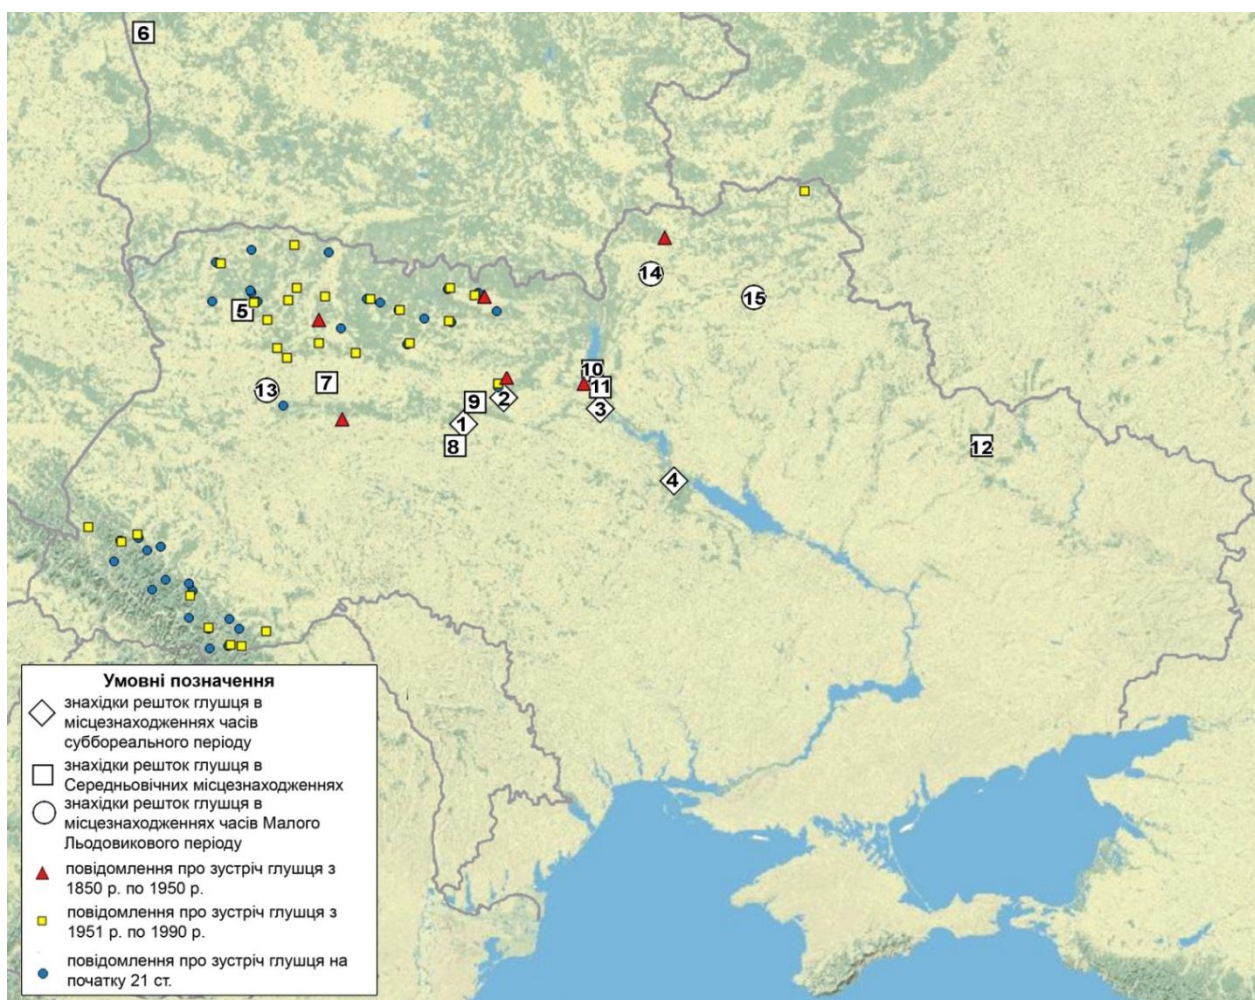 6
14
15
5
10
7
11
13
9
2
3
1
8
12
4
Умовні позначення
знахідки решток глушця в
місцезнаходженнях часів
суббореального періоду
знахідки решток глушця в
Середньовічних місцезнаходженнях
знахідки решток глушця в
місцезнаходженнях часів Малого
Льодовикового періоду
повідомлення про зустріч глушця з
1850 р. по 1950 р.
повідомлення про зустріч глушця з
1951 р. по 1990 р.
повідомлення про зустріч глушця на
початку 21 ст.